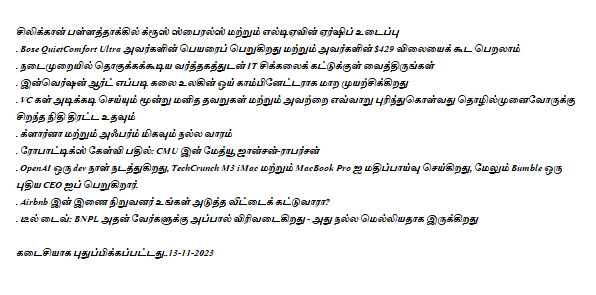 சிலிக்கான் பள்ளத்தாக்கில் க்ரூஸ் ஸ்பைரல்ஸ் மற்றும் எல்டிஏவின் ஏர்ஷிப் உடைப்பு
. Bose QuietComfort Ultra அவர்களின் பெயரைப் பெறுகிறது மற்றும் அவர்களின் $429 விலையைக் கூட பெறலாம்
. நடைமுறையில் தொகுக்கக்கூடிய வர்த்தகத்துடன் IT சிக்கலைக் கட்டுக்குள் வைத்திருங்கள்
. இன்வெர்ஷன் ஆர்ட் எப்படி கலை உலகின் ஒய் காம்பினேட்டராக மாற முயற்சிக்கிறது
. VC கள் அடிக்கடி செய்யும் மூன்று மனித தவறுகள் மற்றும் அவற்றை எவ்வாறு புரிந்துகொள்வது தொழில்முனைவோருக்கு
சிறந்த நிதி திரட்ட உதவும்
. க்ளார்னா மற்றும் அஃபர்ம் மிகவும் நல்ல வாரம்
. ரோபாட்டிக்ஸ் கேள்வி பதில்: CMU இன் மேத்யூ ஜான்சன்-ராபர்சன்
. OpenAI ஒரு dev நாள் நடத்துகிறது, TechCrunch M3 iMac மற்றும் MacBook Pro ஐ மதிப்பாய்வு செய்கிறது, மேலும் Bumble ஒரு
புதிய CEO ஐப் பெறுகிறார்.
. Airbnb இன் இணை நிறுவனர் உங்கள் அடுத்த வீட்டைக் கட்டுவாரா?
. டீல் டைவ்: BNPL அதன் வேர்களுக்கு அப்பால் விரிவடைகிறது - அது நல்ல மெல்லியதாக இருக்கிறது
கடைசியாக புதுப்பிக்கப்பட்டது..13-11-2023